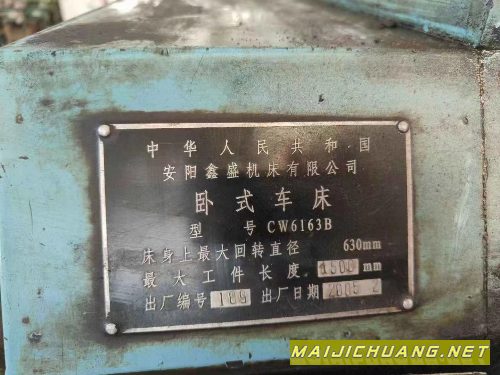 中华人民共和国
安阳鑫盛机床有限公司
卧式车床
型号 CW6163B
床身上最大回转直径 630mm
最大工件长度 1500 mm
出厂编号 186 出厂日期 2005 2
MAIJICHUANG.NET